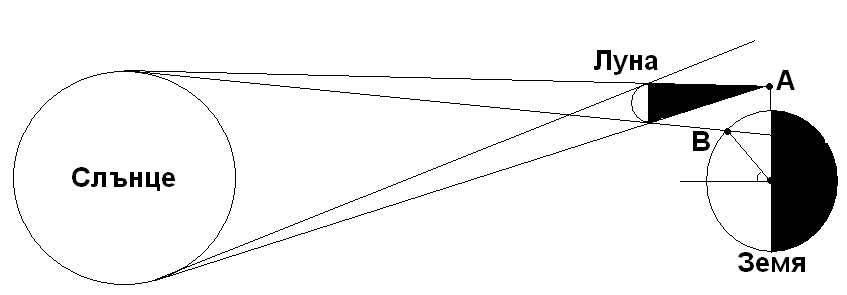 Луна
А
В
Слънце
Земя